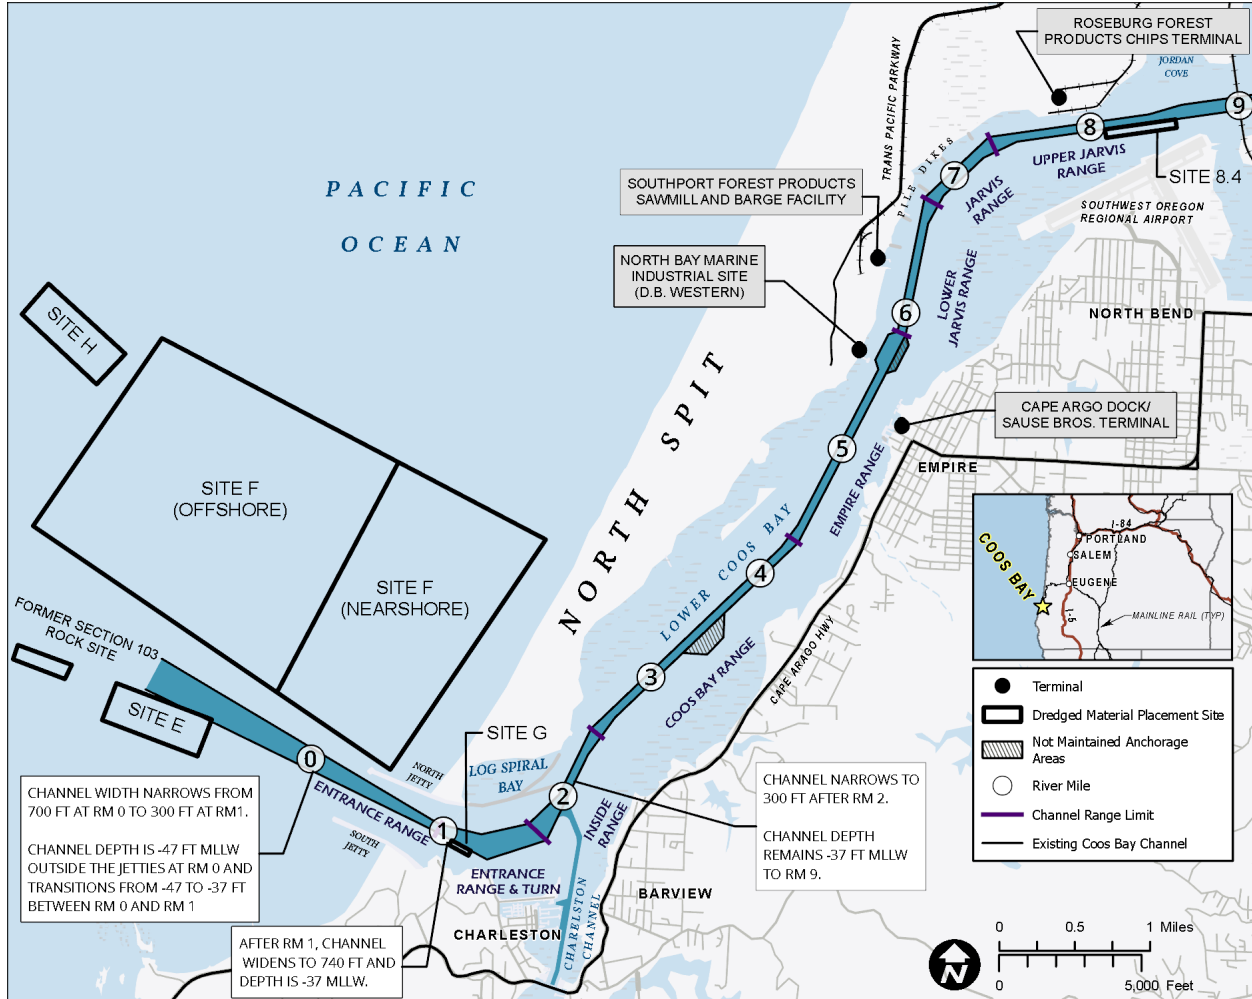 ROSEBURG FOREST
PRODUCTS CHIPS TERMINAL
JORDAN
COVE
TRANS PACIFIC PARKWAY
9
8
PILE DIKES
UPPER JARVIS
RANGE
SITE 8.4
7
JARVIS
RANGE
PACIFIC
OCEAN
SOUTHPORT FOREST PRODUCTS
SAWMILL AND BARGE FACILITY
SOUTHWEST OREGON
REGIONAL AIRPORT
NORTH BAY MARINE
INDUSTRIAL SITE
(D.B. WESTERN)
LOWER
JARVIS RANGE
6
NORTH BEND
SITE H
NORTH SPIT
CAPE ARGO DOCK/
SAUSE BROS. TERMINAL
5
EMPIRE RANGE
EMPIRE
SITE F
(OFFSHORE)
LOWER COOS BAY
4
SITE F
(NEARSHORE)
I-84
PORTLAND
SALEM
EUGENE
COOS BAY
MAINLINE RAIL (TYP)
I-5
FORMER SECTION 103
ROCK SITE
3
COOS BAY RANGE
CAPE ARAGO HWY
SITE E
SITE G
0
NORTH
JETTY
LOG SPIRAL
BAY
2
INSIDE
RANGE
ENTRANCE RANGE
1
SOUTH
JETTY
ENTRANCE
RANGE & TURN
CHARLESTON
CHARELSTON
CHANNEL
BARVIEW
CHANNEL WIDTH NARROWS FROM
700 FT AT RM 0 TO 300 FT AT RM1.
CHANNEL DEPTH IS -47 FT MLLW
OUTSIDE THE JETTIES AT RM 0 AND
TRANSITIONS FROM -47 TO -37 FT
BETWEEN RM 0 AND RM 1
AFTER RM 1, CHANNEL
WIDENS TO 740 FT AND
DEPTH IS -37 MLLW.
CHANNEL NARROWS TO
300 FT AFTER RM 2.
CHANNEL DEPTH
REMAINS -37 FT MLLW
TO RM 9.
Terminal
Dredged Material Placement Site
Not Maintained Anchorage
Areas
River Mile
Channel Range Limit
Existing Coos Bay Channel
N
0 0.5 1 Miles
0 5,000 Feet